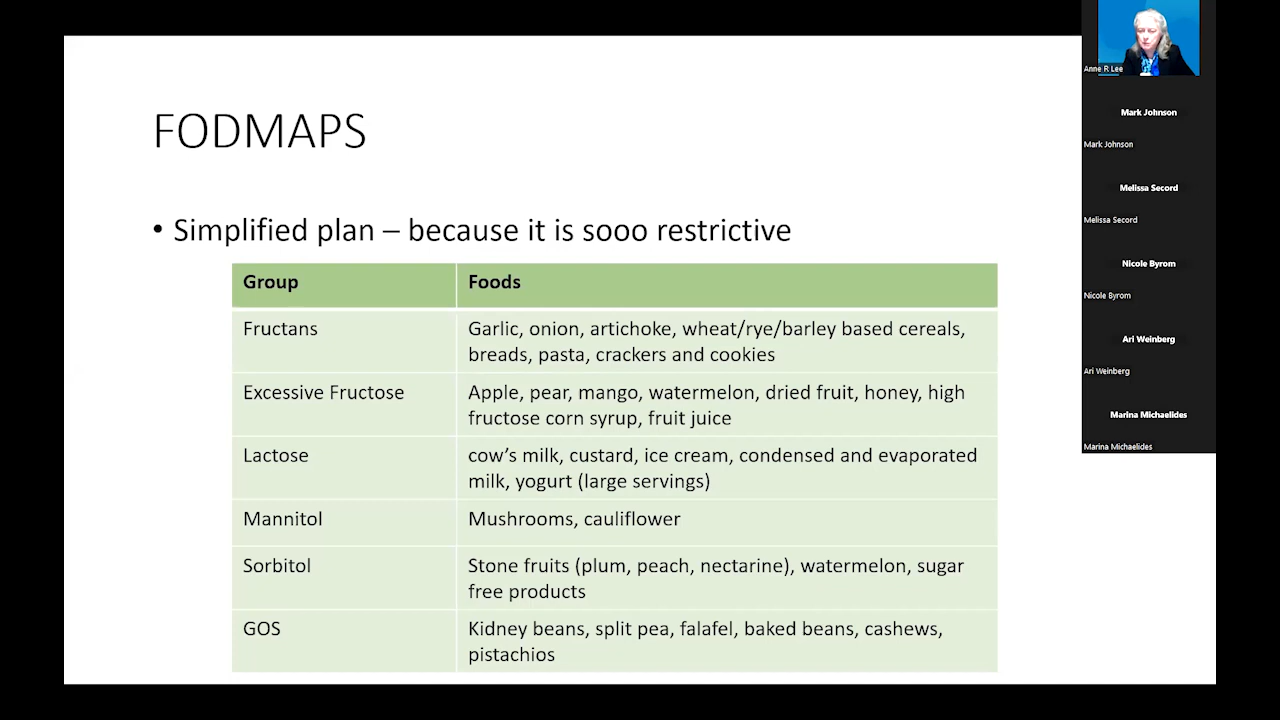 FODMAPS
• Simplified plan – because it is sooo restrictive
Group Foods
Fructans Garlic, onion, artichoke, wheat/rye/barley based cereals,
breads, pasta, crackers and cookies
Excessive Fructose Apple, pear, mango, watermelon, dried fruit, honey, high
fructose corn syrup, fruit juice
Lactose cow's milk, custard, ice cream, condensed and evaporated
milk, yogurt (large servings)
Mannitol Mushrooms, cauliflower
Sorbitol Stone fruits (plum, peach, nectarine), watermelon, sugar
free products
GOS Kidney beans, split pea, falafel, baked beans, cashews,
pistachios
Anne R Lee
Mark Johnson
Mark Johnson
Melissa Secord
Melissa Secord
Nicole Byrom
Nicole Byrom
Ari Weinberg
Ari Weinberg
Marina Michaelides
Marina Michaelides